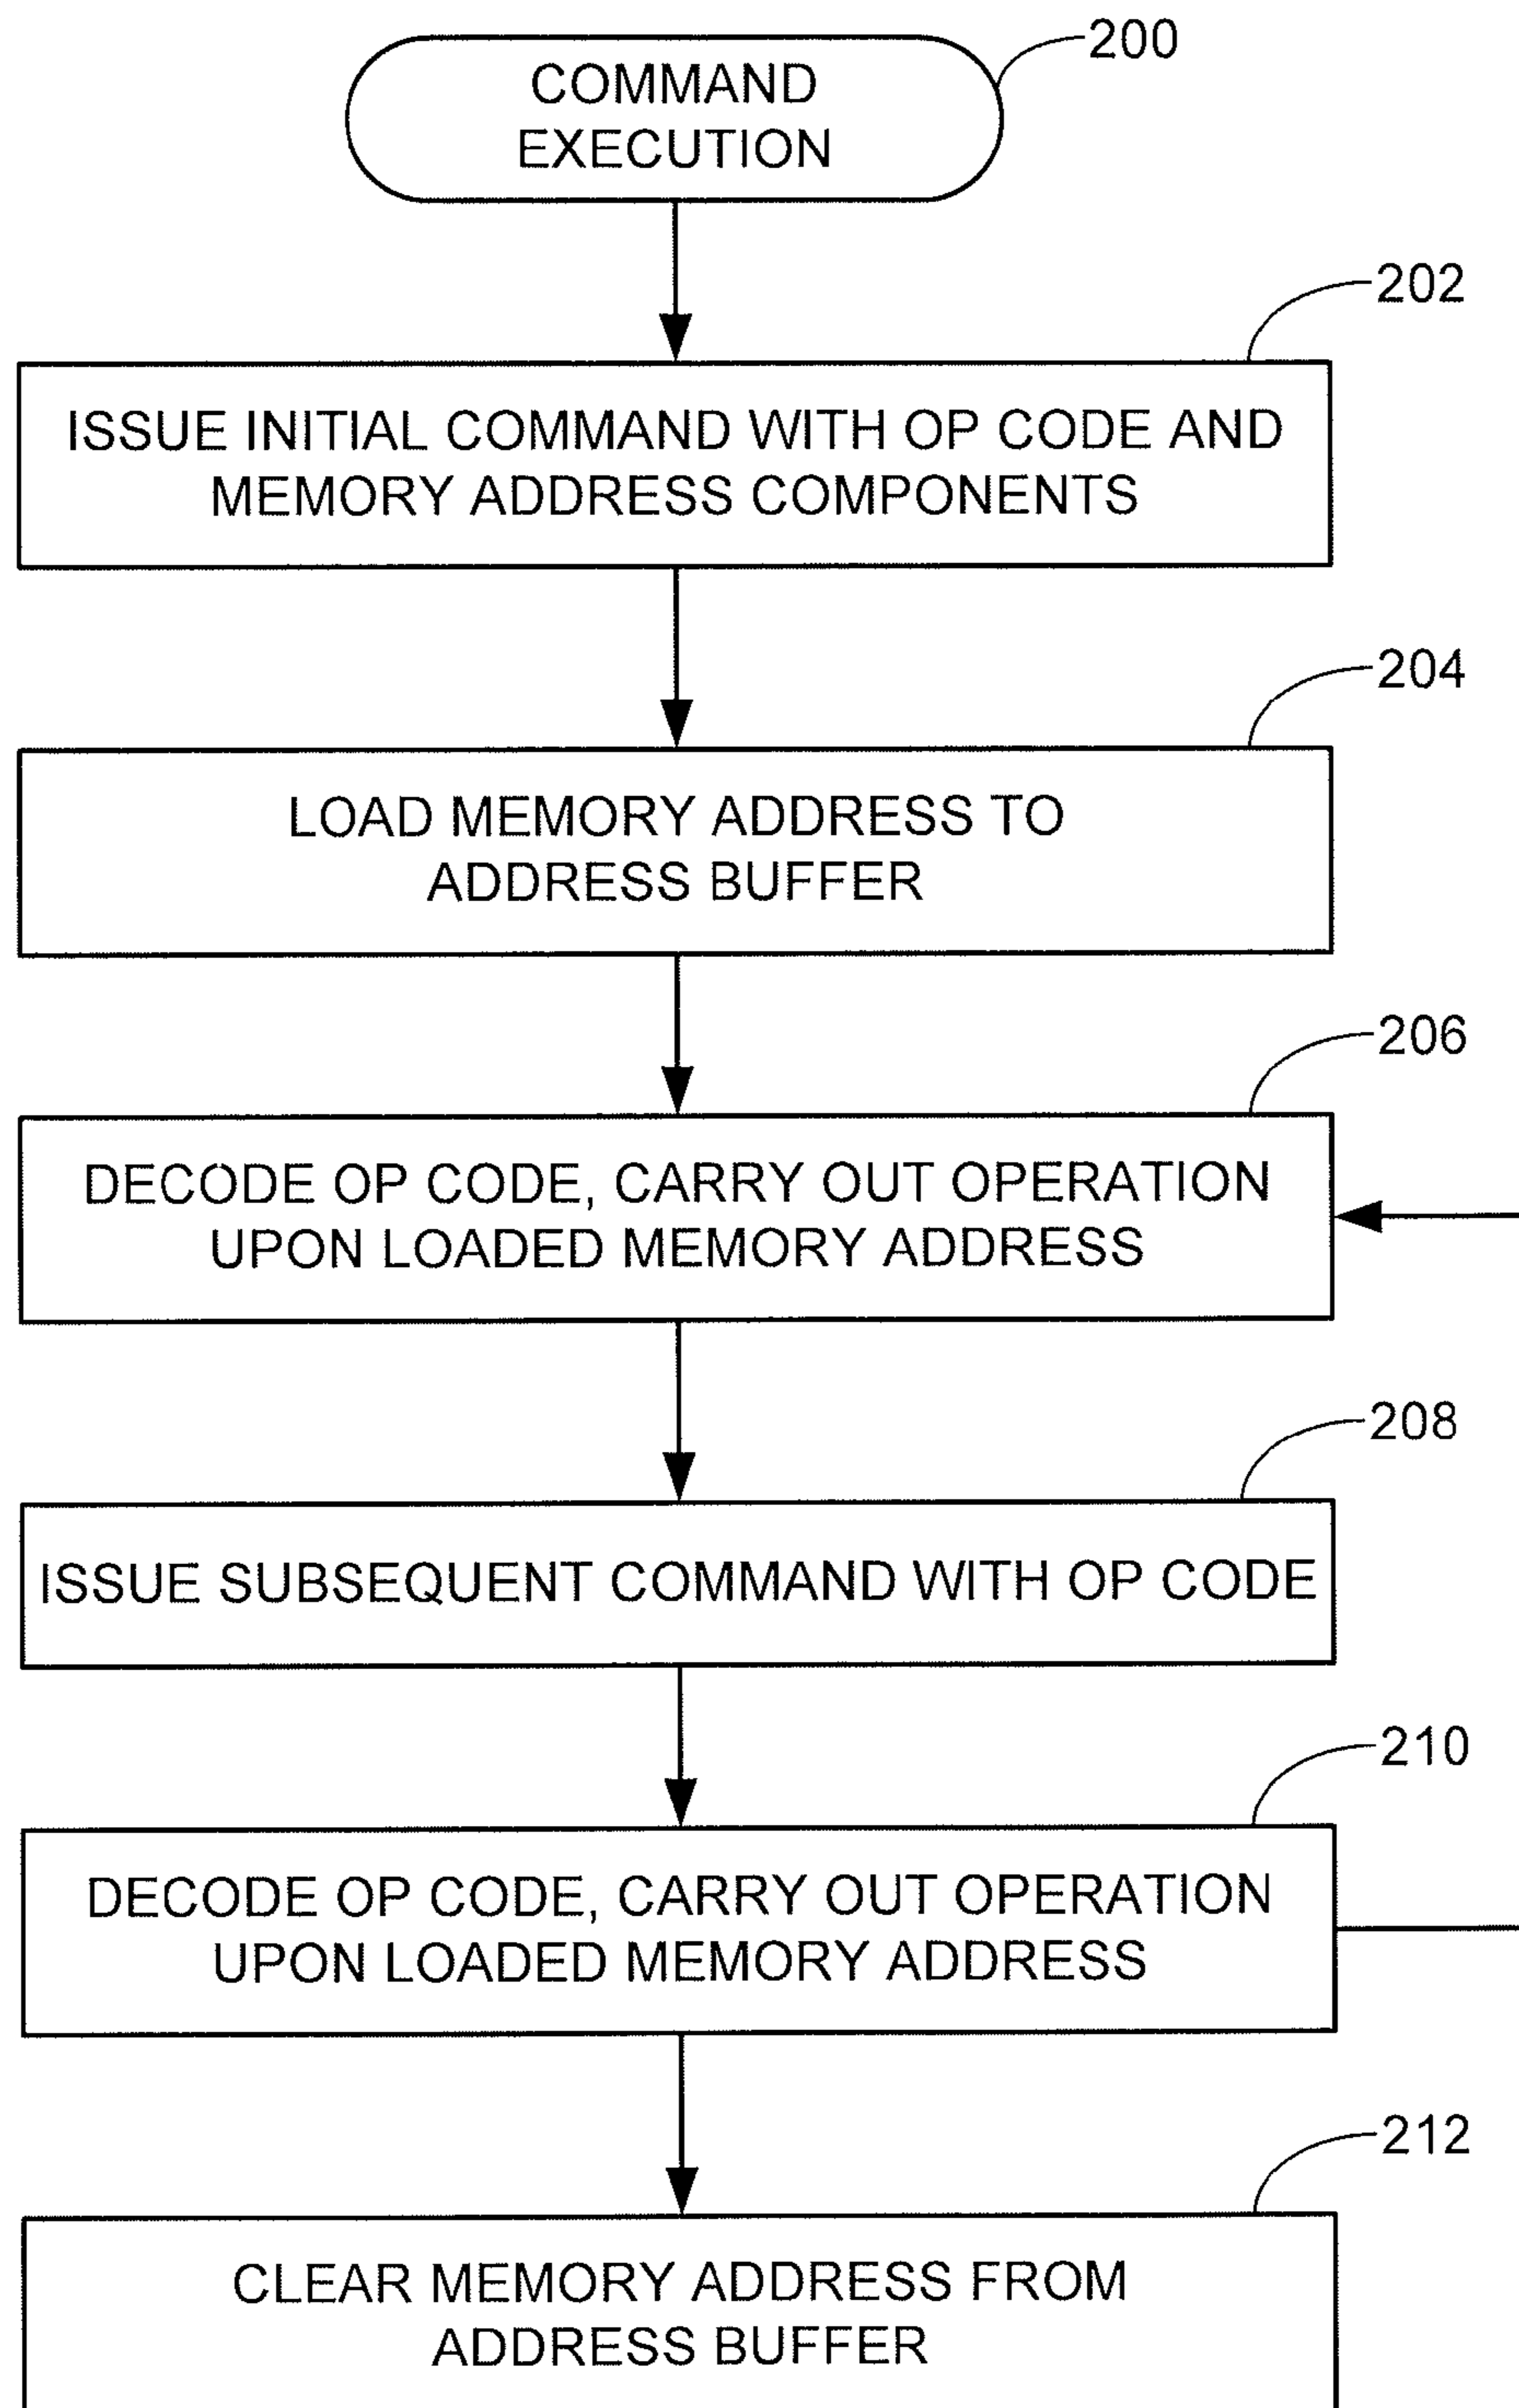 200
COMMAND
EXECUTION
202
ISSUE INITIAL COMMAND WITH OP CODE AND
MEMORY ADDRESS COMPONENTS
204
LOAD MEMORY ADDRESS TO
ADDRESS BUFFER
206
DECODE OP CODE, CARRY OUT OPERATION
UPON LOADED MEMORY ADDRESS
208
ISSUE SUBSEQUENT COMMAND WITH OP CODE
210
DECODE OP CODE, CARRY OUT OPERATION
UPON LOADED MEMORY ADDRESS
212
CLEAR MEMORY ADDRESS FROM
ADDRESS BUFFER